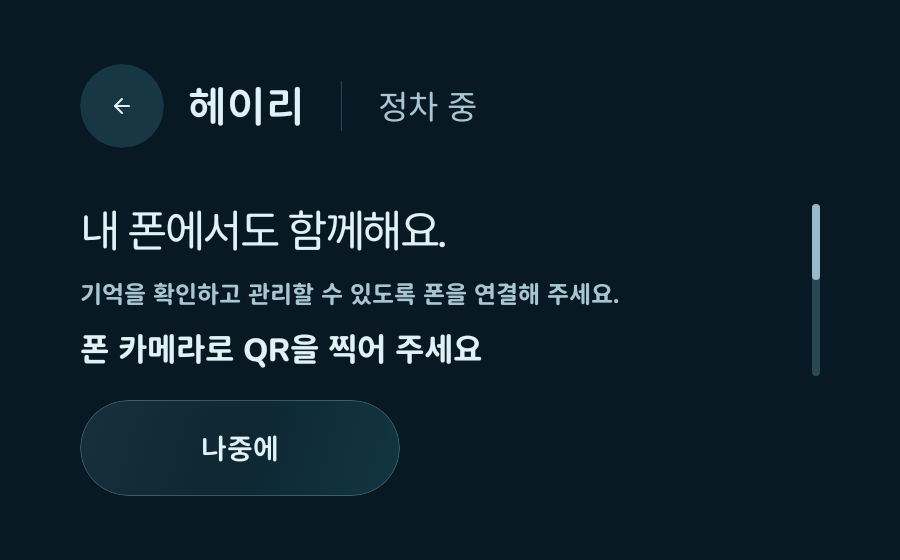 헤이리 정차 중
내 폰에서도 함께해요.
기억을 확인하고 관리할 수 있도록 폰을 연결해 주세요.
폰 카메라로 QR을 찍어 주세요
나중에